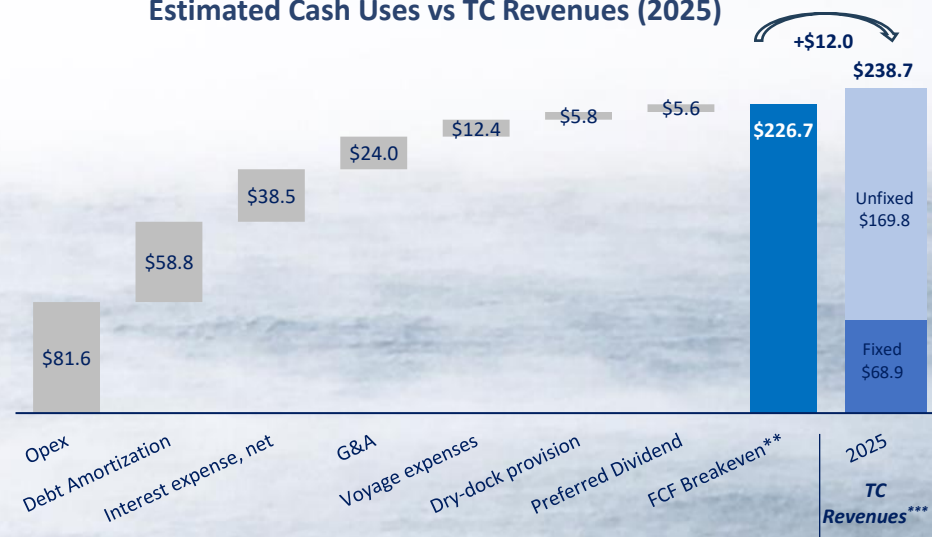 Estimated Cash Uses vs TC Revenues (2025)
+$12.0
$238.7
$5.6
$5.8
$12.4
$226.7
$24.0
$38.5
Unfixed
$169.8
$58.8
$81.6
Fixed
$68.9
Opex
Debt Amortization
Interest expense, net
G&A
Voyage expenses
Dry-dock provision
Preferred Dividend
FCF Breakeven**
2025
TC
Revenues***